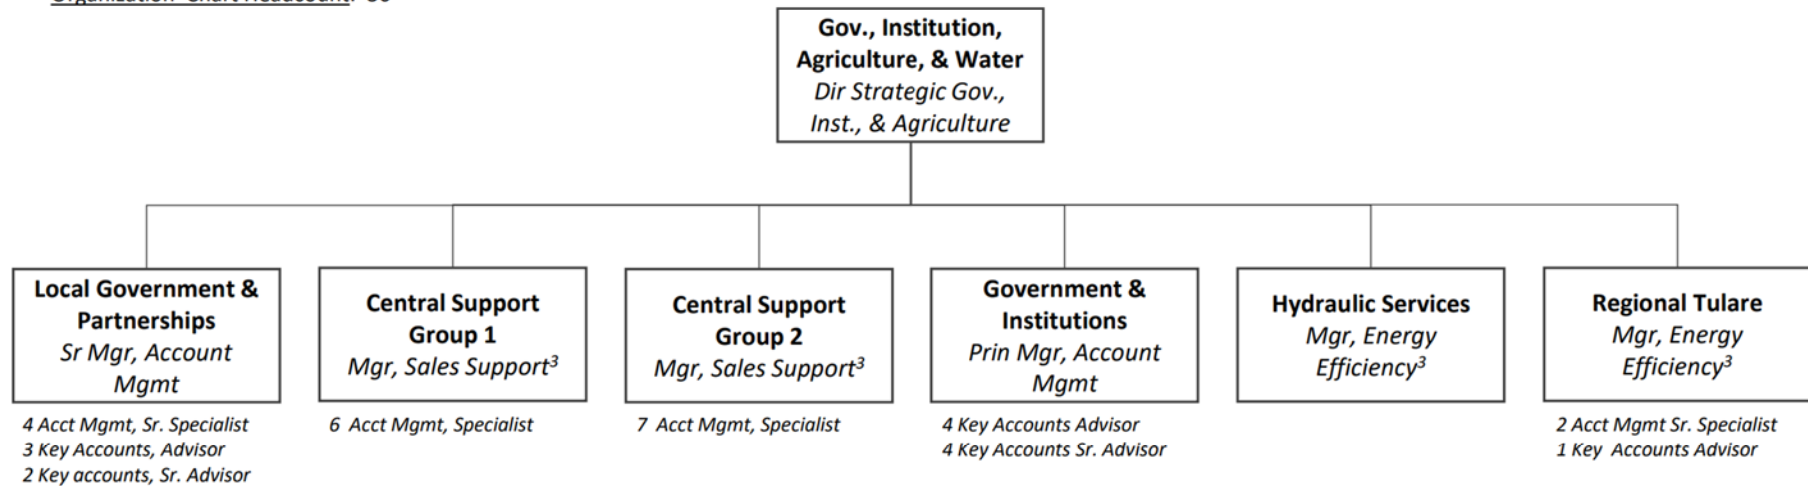 Organization Chart Headcount:
Gov., Institution,
Agriculture, & Water
Dir Strategic Gov.,
Inst., & Agriculture
Local Government &
Partnerships
Sr Mgr, Account
Mgmt
4 Acct Mgmt, Sr. Specialist
3 Key Accounts, Advisor
2 Key accounts, Sr. Advisor
Central Support
Group 1
Mgr, Sales Support³
6 Acct Mgmt, Specialist
Central Support
Group 2
Mgr, Sales Support³
7 Acct Mgmt, Specialist
Government &
Institutions
Prin Mgr, Account
Mgmt
4 Key Accounts Advisor
4 Key Accounts Sr. Advisor
Hydraulic Services
Mgr, Energy
Efficiency³
Regional Tulare
Mgr, Energy
Efficiency³
2 Acct Mgmt Sr. Specialist
1 Key Accounts Advisor